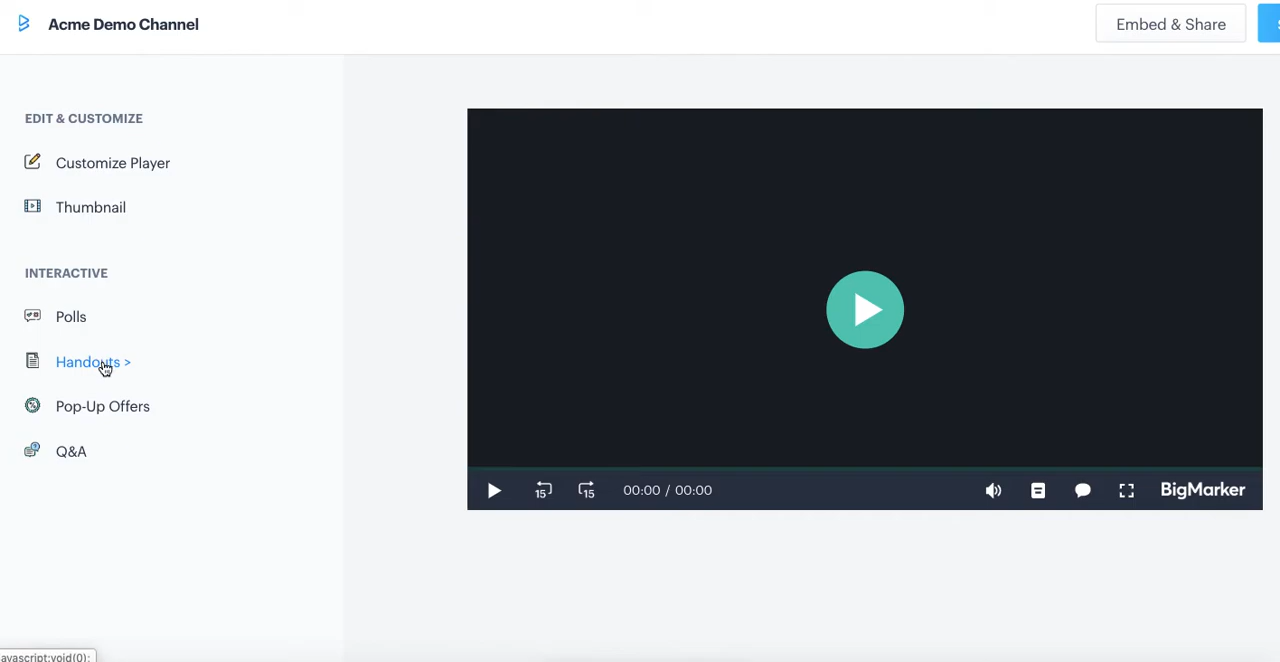 Acme Demo Channel
Embed & Share
EDIT & CUSTOMIZE
Customize Player
Thumbnail
INTERACTIVE
Polls
Handouts >
Pop-Up Offers
Q&A
15
15
00:00 / 00:00
BigMarker
avascript:void(0);